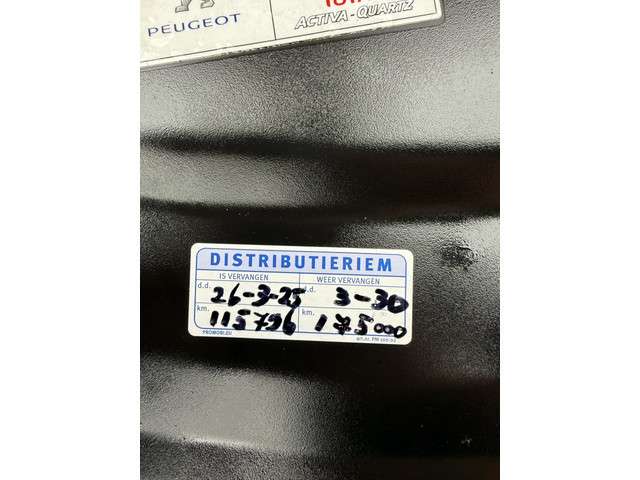 PEUGEOT
ACTIVA-QUARTZ
DISTRIBUTIERIEM
IS VERVANGEN WEER VERVANGEN
d.d. 26-3-25 d.d. 3-30
km. 115796 km. 175000
PROMOBI.EU